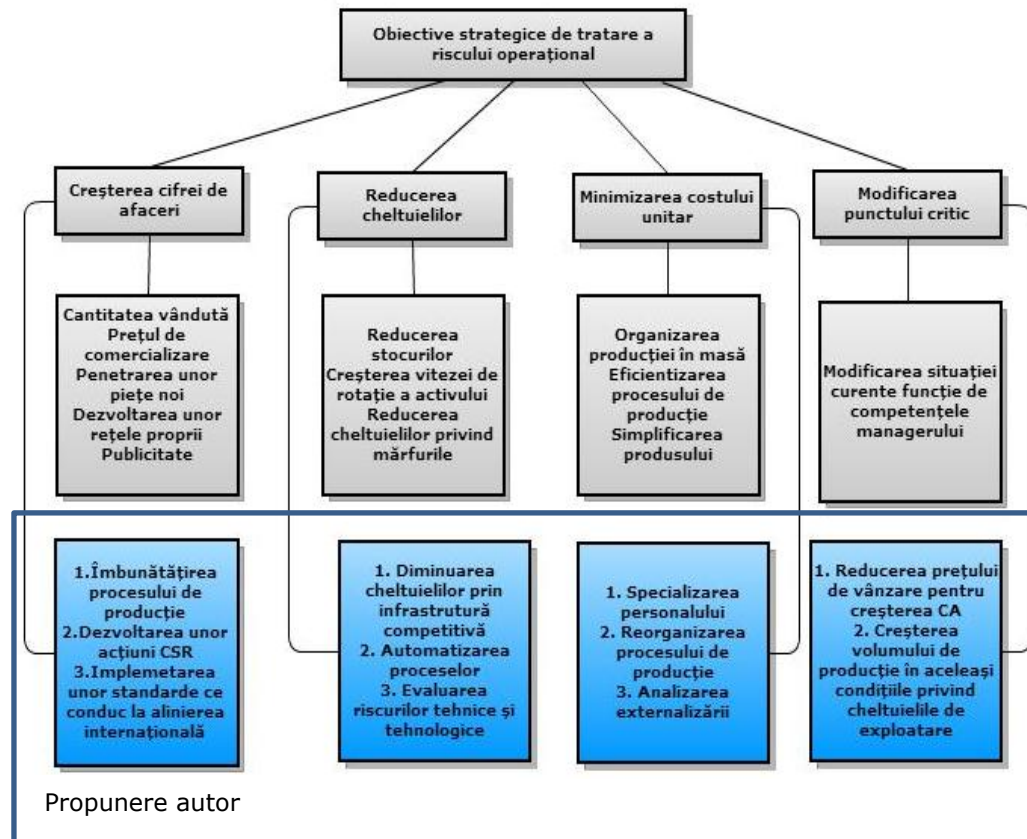 Obiective strategice de tratare a
riscului operațional
Creșterea cifrei de
afaceri
Reducerea
cheltuielilor
Minimizarea costului
unitar
Modificarea
punctului critic
Cantitatea vândută
Prețul de
comercializare
Penetrarea unor
piețe noi
Dezvoltarea unor
rețele proprii
Publicitate
Reducerea
stocurilor
Creșterea vitezei de
rotație a activului
Reducerea
cheltuielilor privind
mărfurile
Organizarea
producției în masă
Eficientizarea
procesului de
producție
Simplificarea
produsului
Modificarea situației
curente funcție de
competențele
managerului
1.Îmbunătățirea
procesului de
producție
2.Dezvoltarea unor
acțiuni CSR
3.Implemetarea
unor standarde ce
conduc la alinierea
internațională
1. Diminuarea
cheltuielilor prin
infrastrutură
competitivă
2. Automatizarea
proceselor
3. Evaluarea
riscurilor tehnice și
tehnologice
1. Specializarea
personalului
2. Reorganizarea
procesului de
producție
3. Analizarea
externalizării
1. Reducerea prețului
de vânzare pentru
creșterea CA
2. Creșterea
volumului de
producție în aceleași
condițiile privind
cheltuielile de
exploatare
Propunere autor